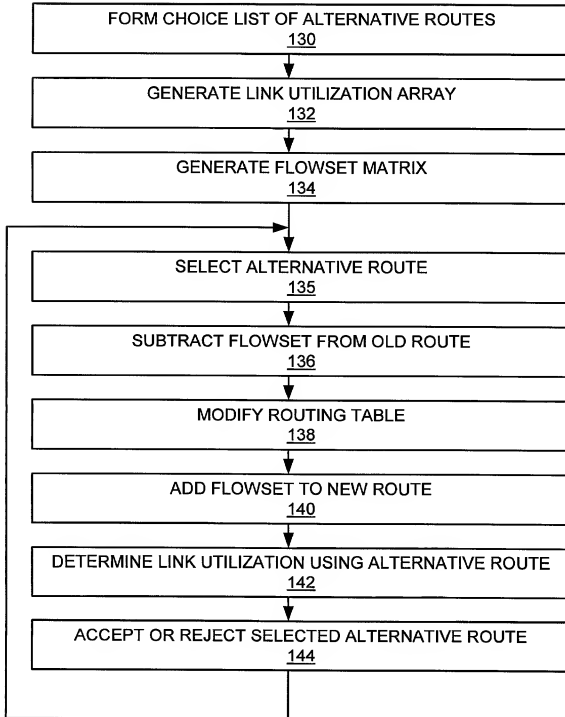 FORM CHOICE LIST OF ALTERNATIVE ROUTES
130
GENERATE LINK UTILIZATION ARRAY
132
GENERATE FLOWSET MATRIX
134
SELECT ALTERNATIVE ROUTE
135
SUBTRACT FLOWSET FROM OLD ROUTE
136
MODIFY ROUTING TABLE
138
ADD FLOWSET TO NEW ROUTE
140
DETERMINE LINK UTILIZATION USING ALTERNATIVE ROUTE
142
ACCEPT OR REJECT SELECTED ALTERNATIVE ROUTE
144